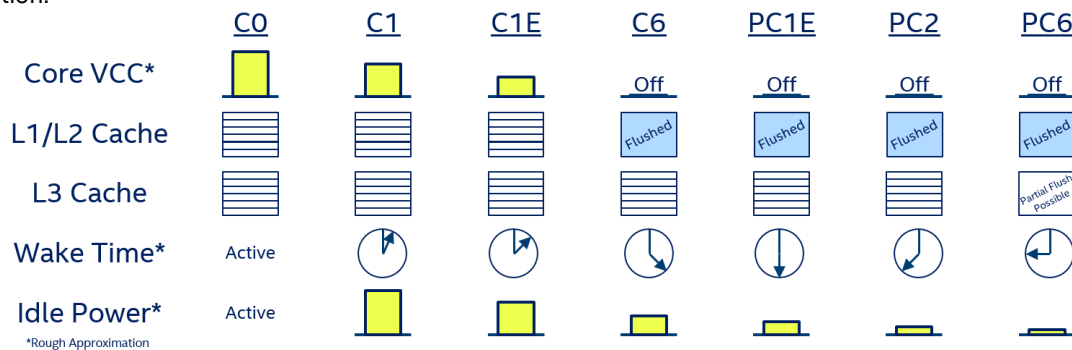 tion.
C0 C1 C1E C6 PC1E PC2 PC6
Core VCC* Off Off Off Off
L1/L2 Cache Flushed Flushed Flushed Flushed
L3 Cache Partial Flush Possible
Wake Time* Active
Idle Power* Active
*Rough Approximation